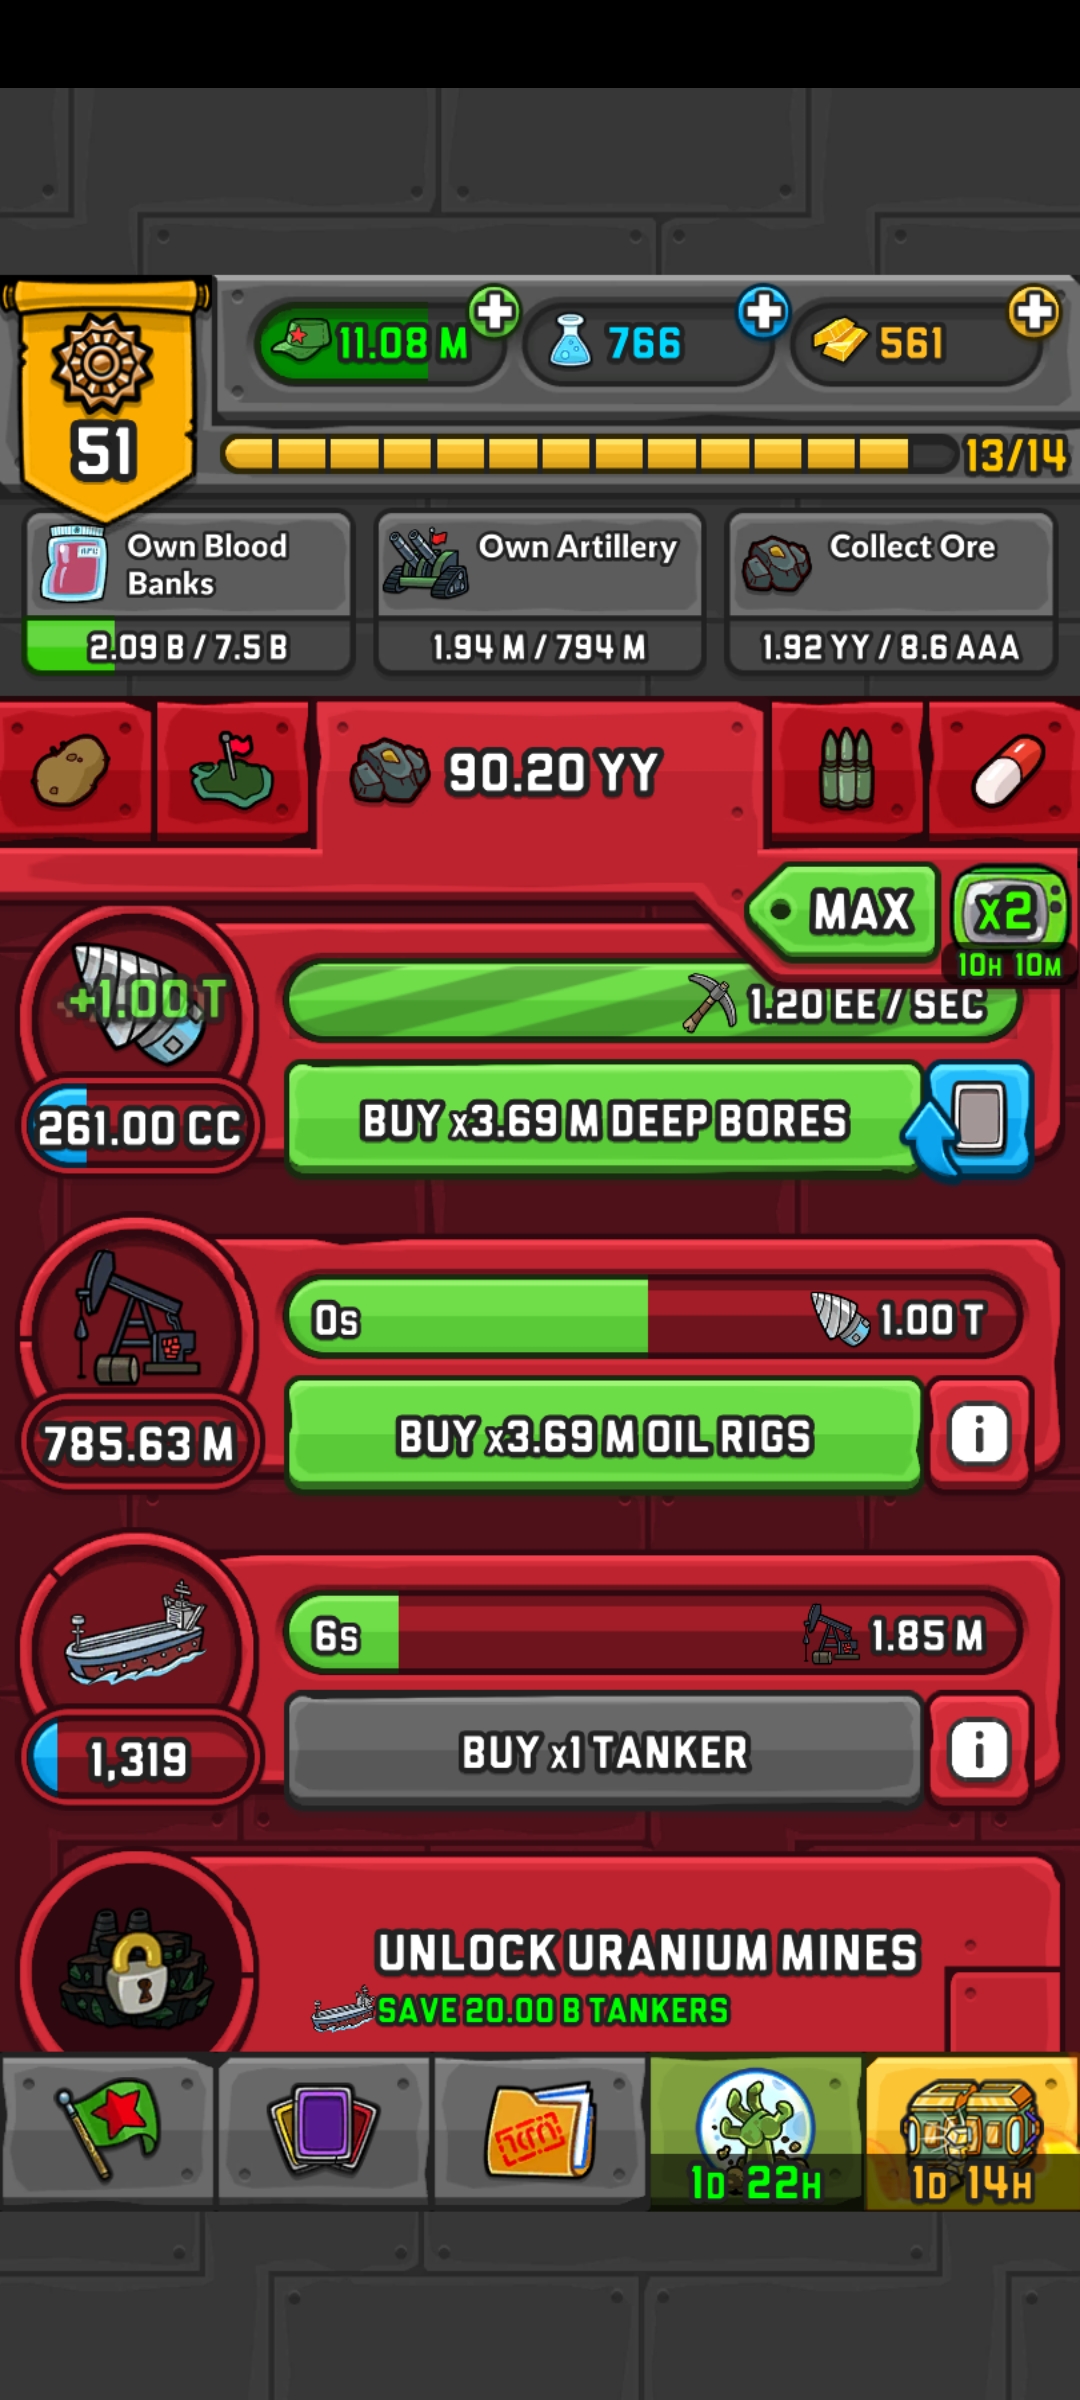 11.08 M
766
561
51
13/14
Own Blood
Banks
2.09 B / 7.5 B
Own Artillery
1.94 M / 794 M
Collect Ore
1.92 YY / 8.6 AAA
90.20 YY
MAX
x2
10H 10M
+1.00 T
1.20 EE / SEC
261.00 CC
BUY x3.69 M DEEP BORES
0s
1.00 T
785.63 M
BUY x3.69 M OIL RIGS
i
6s
1.85 M
1,319
BUY x1 TANKER
i
UNLOCK URANIUM MINES
SAVE 20.00 B TANKERS
1D 22H
1D 14H